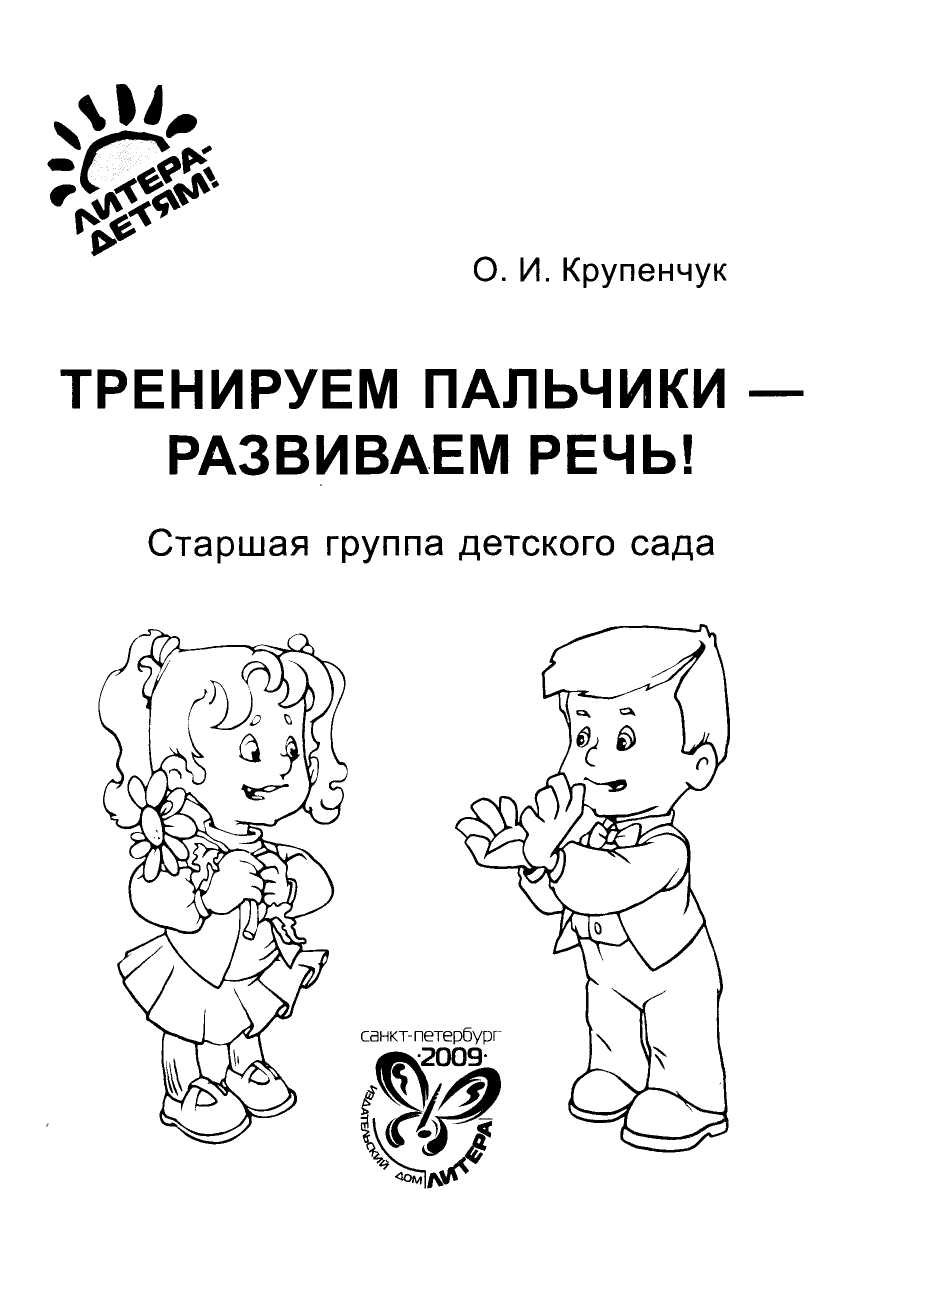 ЛИТЕРА-
ДЕТЯМ!
О. И. Крупенчук
ТРЕНИРУЕМ ПАЛЬЧИКИ —
РАЗВИВАЕМ РЕЧЬ!
Старшая группа детского сада
санкт-петербург
·2009·
ИЗДАТЕЛЬСКИЙ ДОМ ЛИТЕРА